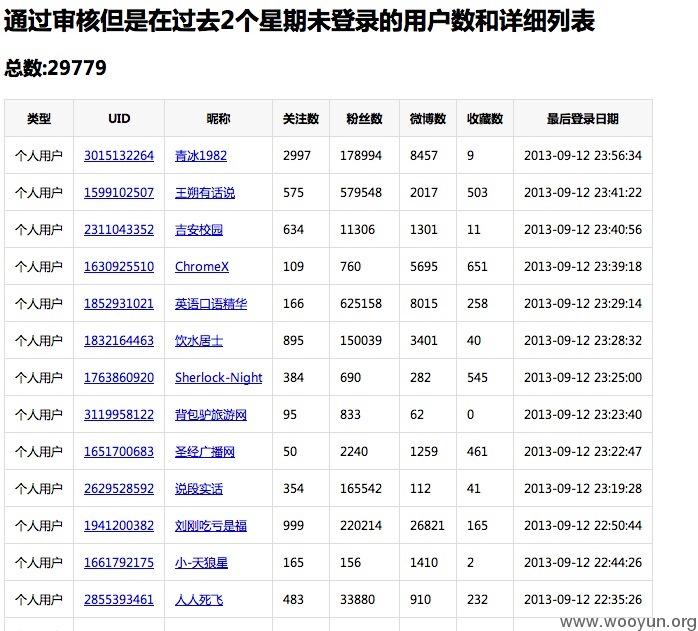 通过审核但是在过去2个星期未登录的用户数和详细列表
总数:29779
类型 UID 昵称 关注数 粉丝数 微博数 收藏数 最后登录日期
个人用户 3015132264 青冰1982 2997 178994 8457 9 2013-09-12 23:56:34
个人用户 1599102507 王朔有话说 575 579548 2017 503 2013-09-12 23:41:22
个人用户 2311043352 吉安校园 634 11306 1301 11 2013-09-12 23:40:56
个人用户 1630925510 ChromeX 109 760 5695 651 2013-09-12 23:39:18
个人用户 1852931021 英语口语精华 166 625158 8015 258 2013-09-12 23:29:14
个人用户 1832164463 饮水居士 895 150039 3401 40 2013-09-12 23:28:32
个人用户 1763860920 Sherlock-Night 384 690 282 545 2013-09-12 23:25:00
个人用户 3119958122 背包驴旅游网 95 833 62 0 2013-09-12 23:23:40
个人用户 1651700683 圣经广播网 50 2240 1259 461 2013-09-12 23:22:47
个人用户 2629528592 说段实话 354 165542 112 41 2013-09-12 23:19:28
个人用户 1941200382 刘刚吃亏是福 999 220214 26821 165 2013-09-12 22:50:44
个人用户 1661792175 小-天狼星 165 156 1410 2 2013-09-12 22:44:26
个人用户 2855393461 人人死飞 483 33880 910 232 2013-09-12 22:35:26
www.wooyun.org